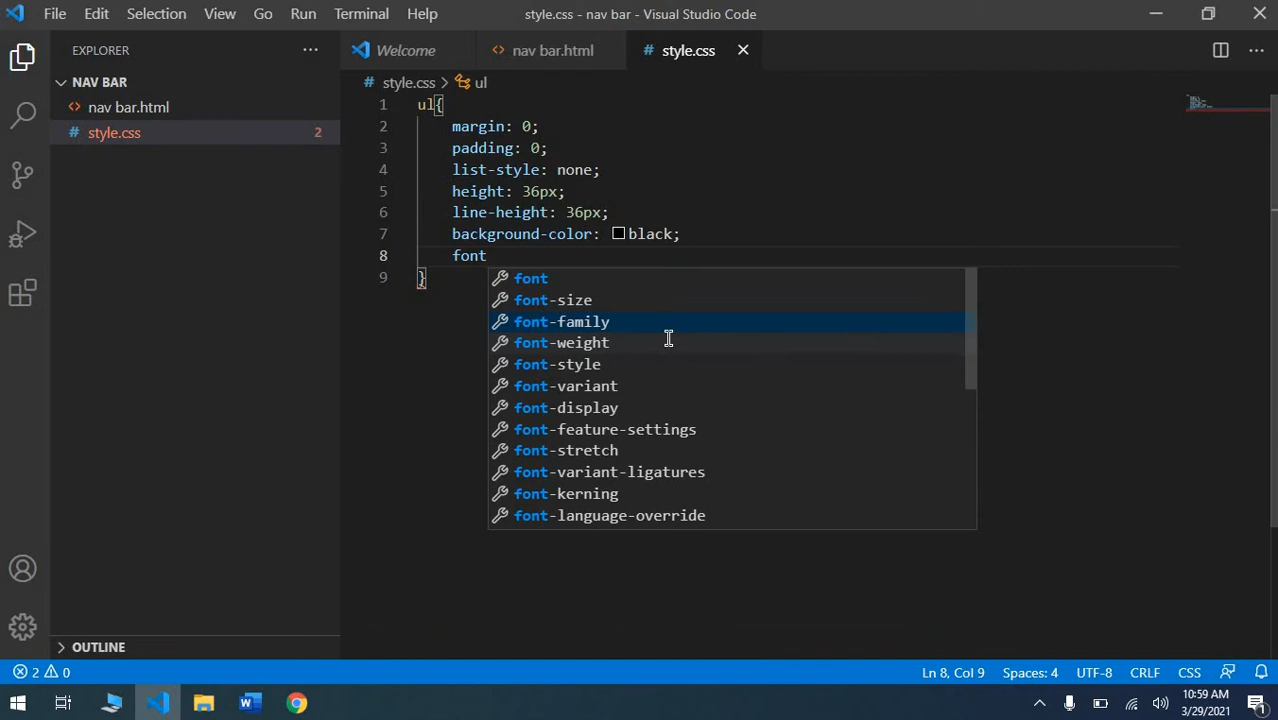 File Edit Selection View Go Run Terminal Help style.css - nav bar - Visual Studio Code
EXPLORER
Welcome nav bar.html # style.css
NAV BAR
nav bar.html
# style.css 2
# style.css > ul
1 ul{
2 margin: 0;
3 padding: 0;
4 list-style: none;
5 height: 36px;
6 line-height: 36px;
7 background-color: black;
8 font
9 }
font
font-size
font-family
font-weight
font-style
font-variant
font-display
font-feature-settings
font-stretch
font-variant-ligatures
font-kerning
font-language-override
OUTLINE
2 0 Ln 8, Col 9 Spaces: 4 UTF-8 CRLF CSS
10:59 AM
3/29/2021
1